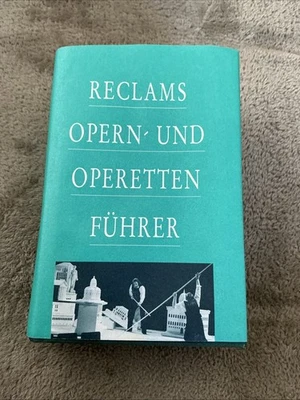 RECLAMS
OPERN- UND
OPERETTEN
FÜHRER